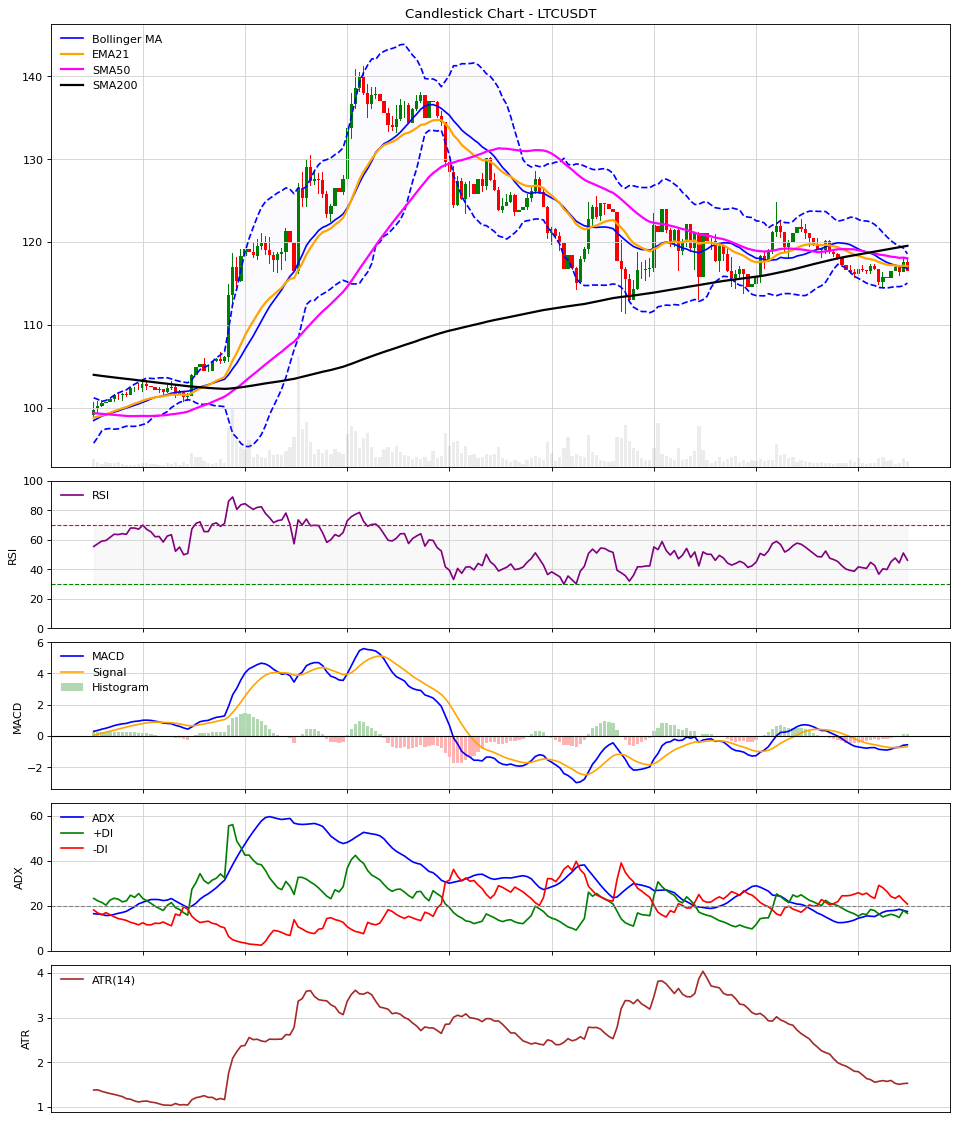 Candlestick Chart - LTCUSDT
Bollinger MA
EMA21
SMA50
SMA200
140
130
120
110
100
RSI
100
80
60
40
20
0
RSI
MACD
Signal
Histogram
6
4
2
0
−2
MACD
ADX
+DI
-DI
60
40
20
0
ADX
ATR(14)
4
3
2
1
ATR